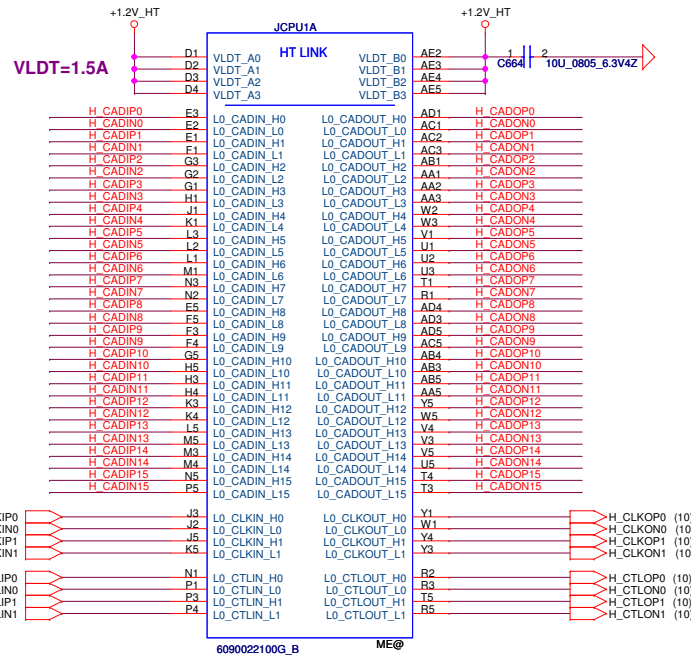 +1.2V_HT +1.2V_HT
JCPU1A
HT LINK
VLDT=1.5A
D1 VLDT_A0 VLDT_B0 AE2 1 2
D2 VLDT_A1 VLDT_B1 AE3 C664 10U_0805_6.3V4Z
D3 VLDT_A2 VLDT_B2 AE4
D4 VLDT_A3 VLDT_B3 AE5
H_CADIP0 E3 L0_CADIN_H0 L0_CADOUT_H0 AD1 H_CADOP0
H_CADIN0 E2 L0_CADIN_L0 L0_CADOUT_L0 AC1 H_CADON0
H_CADIP1 E1 L0_CADIN_H1 L0_CADOUT_H1 AC2 H_CADOP1
H_CADIN1 F1 L0_CADIN_L1 L0_CADOUT_L1 AC3 H_CADON1
H_CADIP2 G3 L0_CADIN_H2 L0_CADOUT_H2 AB1 H_CADOP2
H_CADIN2 G2 L0_CADIN_L2 L0_CADOUT_L2 AA1 H_CADON2
H_CADIP3 G1 L0_CADIN_H3 L0_CADOUT_H3 AA2 H_CADOP3
H_CADIN3 H1 L0_CADIN_L3 L0_CADOUT_L3 AA3 H_CADON3
H_CADIP4 J1 L0_CADIN_H4 L0_CADOUT_H4 W2 H_CADOP4
H_CADIN4 K1 L0_CADIN_L4 L0_CADOUT_L4 W3 H_CADON4
H_CADIP5 L3 L0_CADIN_H5 L0_CADOUT_H5 V1 H_CADOP5
H_CADIN5 L2 L0_CADIN_L5 L0_CADOUT_L5 U1 H_CADON5
H_CADIP6 L1 L0_CADIN_H6 L0_CADOUT_H6 U2 H_CADOP6
H_CADIN6 M1 L0_CADIN_L6 L0_CADOUT_L6 U3 H_CADON6
H_CADIP7 N3 L0_CADIN_H7 L0_CADOUT_H7 T1 H_CADOP7
H_CADIN7 N2 L0_CADIN_L7 L0_CADOUT_L7 R1 H_CADON7
H_CADIP8 E5 L0_CADIN_H8 L0_CADOUT_H8 AD4 H_CADOP8
H_CADIN8 F5 L0_CADIN_L8 L0_CADOUT_L8 AD3 H_CADON8
H_CADIP9 F3 L0_CADIN_H9 L0_CADOUT_H9 AD5 H_CADOP9
H_CADIN9 F4 L0_CADIN_L9 L0_CADOUT_L9 AC5 H_CADON9
H_CADIP10 G5 L0_CADIN_H10 L0_CADOUT_H10 AB4 H_CADOP10
H_CADIN10 H5 L0_CADIN_L10 L0_CADOUT_L10 AB3 H_CADON10
H_CADIP11 H3 L0_CADIN_H11 L0_CADOUT_H11 AB5 H_CADOP11
H_CADIN11 H4 L0_CADIN_L11 L0_CADOUT_L11 AA5 H_CADON11
H_CADIP12 K3 L0_CADIN_H12 L0_CADOUT_H12 Y5 H_CADOP12
H_CADIN12 K4 L0_CADIN_L12 L0_CADOUT_L12 W5 H_CADON12
H_CADIP13 L5 L0_CADIN_H13 L0_CADOUT_H13 V4 H_CADOP13
H_CADIN13 M5 L0_CADIN_L13 L0_CADOUT_L13 V3 H_CADON13
H_CADIP14 M3 L0_CADIN_H14 L0_CADOUT_H14 V5 H_CADOP14
H_CADIN14 M4 L0_CADIN_L14 L0_CADOUT_L14 U5 H_CADON14
H_CADIP15 N5 L0_CADIN_H15 L0_CADOUT_H15 T4 H_CADOP15
H_CADIN15 P5 L0_CADIN_L15 L0_CADOUT_L15 T3 H_CADON15
J3 L0_CLKIN_H0 L0_CLKOUT_H0 Y1 H_CLKOP0 (10)
J2 L0_CLKIN_L0 L0_CLKOUT_L0 W1 H_CLKON0 (10)
J5 L0_CLKIN_H1 L0_CLKOUT_H1 Y4 H_CLKOP1 (10)
K5 L0_CLKIN_L1 L0_CLKOUT_L1 Y3 H_CLKON1 (10)
N1 L0_CTLIN_H0 L0_CTLOUT_H0 R2 H_CTLOP0 (10)
P1 L0_CTLIN_L0 L0_CTLOUT_L0 R3 H_CTLON0 (10)
P3 L0_CTLIN_H1 L0_CTLOUT_H1 T5 H_CTLOP1 (10)
P4 L0_CTLIN_L1 L0_CTLOUT_L1 R5 H_CTLON1 (10)
6090022100G_B ME@